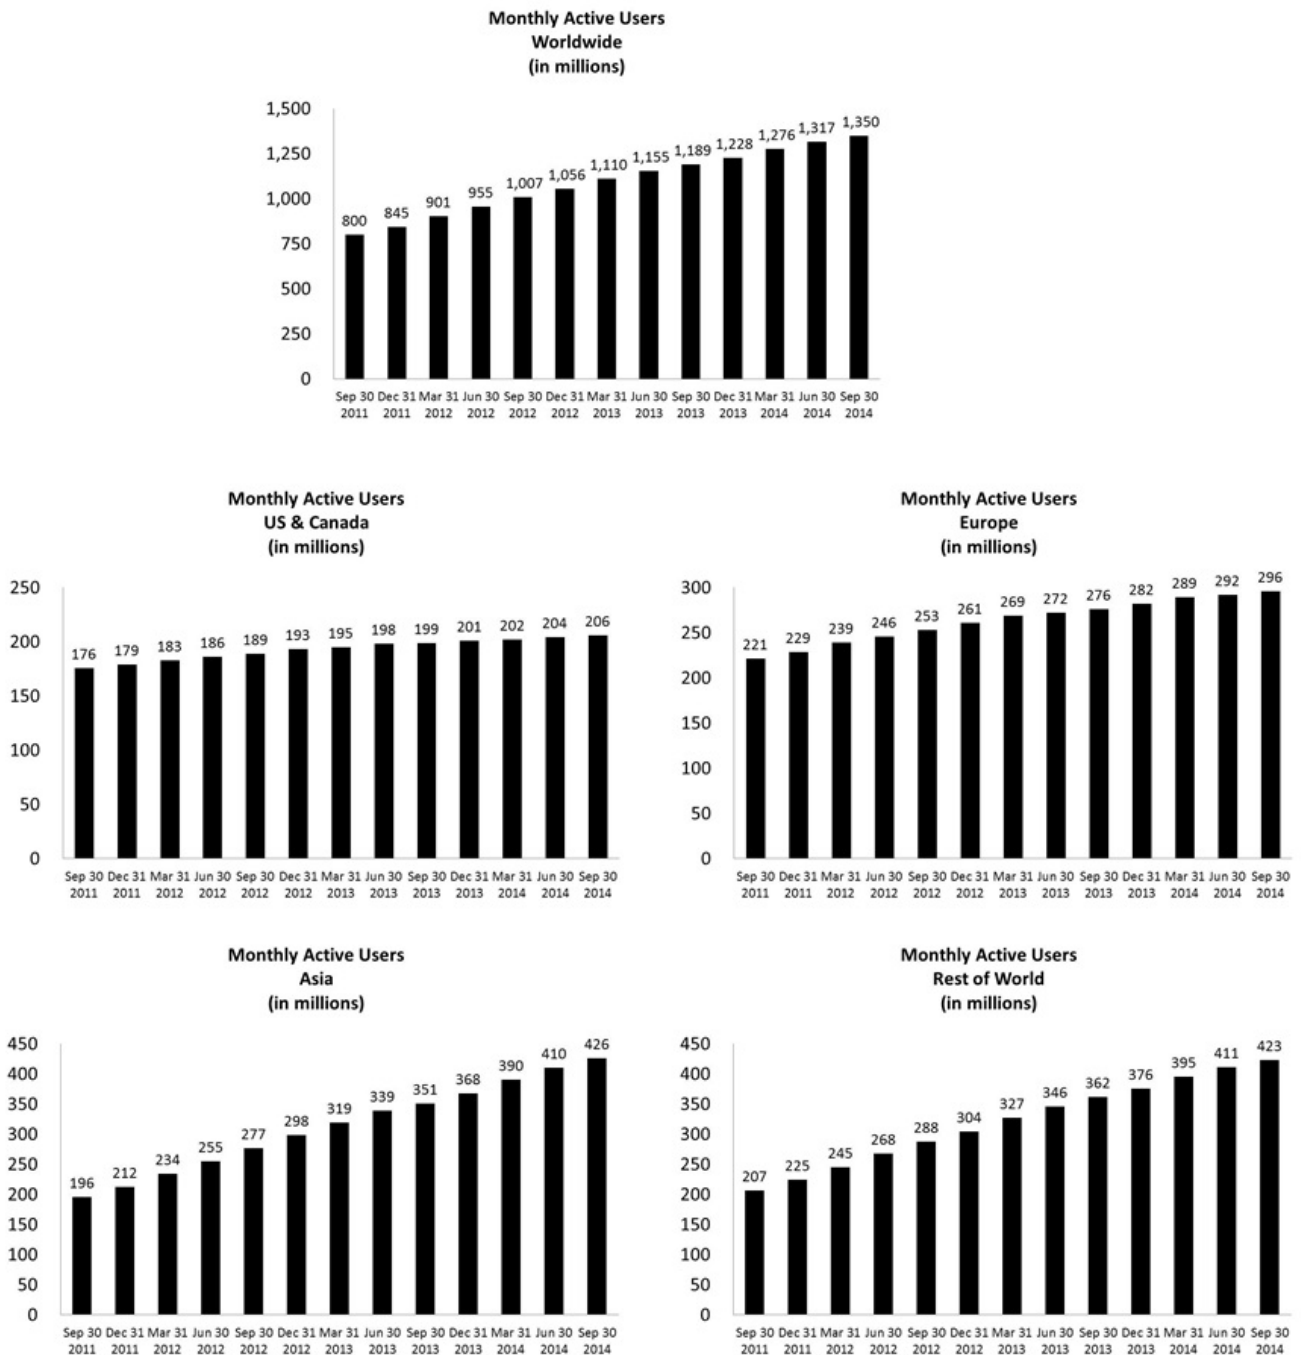 Monthly Active Users
Worldwide
(in millions)
1,500
1,250
1,000
750
500
250
0
800 845 901 955 1,007 1,056 1,110 1,155 1,189 1,228 1,276 1,317 1,350
Sep 30 Dec 31 Mar 31 Jun 30 Sep 30 Dec 31 Mar 31 Jun 30 Sep 30 Dec 31 Mar 31 Jun 30 Sep 30
2011 2011 2012 2012 2012 2012 2013 2013 2013 2013 2014 2014 2014
Monthly Active Users
US & Canada
(in millions)
250
200
150
100
50
0
176 179 183 186 189 193 195 198 199 201 202 204 206
Sep 30 Dec 31 Mar 31 Jun 30 Sep 30 Dec 31 Mar 31 Jun 30 Sep 30 Dec 31 Mar 31 Jun 30 Sep 30
2011 2011 2012 2012 2012 2012 2013 2013 2013 2013 2014 2014 2014
Monthly Active Users
Europe
(in millions)
300
250
200
150
100
50
0
221 229 239 246 253 261 269 272 276 282 289 292 296
Sep 30 Dec 31 Mar 31 Jun 30 Sep 30 Dec 31 Mar 31 Jun 30 Sep 30 Dec 31 Mar 31 Jun 30 Sep 30
2011 2011 2012 2012 2012 2012 2013 2013 2013 2013 2014 2014 2014
Monthly Active Users
Asia
(in millions)
450
400
350
300
250
200
150
100
50
0
196 212 234 255 277 298 319 339 351 368 390 410 426
Sep 30 Dec 31 Mar 31 Jun 30 Sep 30 Dec 31 Mar 31 Jun 30 Sep 30 Dec 31 Mar 31 Jun 30 Sep 30
2011 2011 2012 2012 2012 2012 2013 2013 2013 2013 2014 2014 2014
Monthly Active Users
Rest of World
(in millions)
450
400
350
300
250
200
150
100
50
0
207 225 245 268 288 304 327 346 362 376 395 411 423
Sep 30 Dec 31 Mar 31 Jun 30 Sep 30 Dec 31 Mar 31 Jun 30 Sep 30 Dec 31 Mar 31 Jun 30 Sep 30
2011 2011 2012 2012 2012 2012 2013 2013 2013 2013 2014 2014 2014